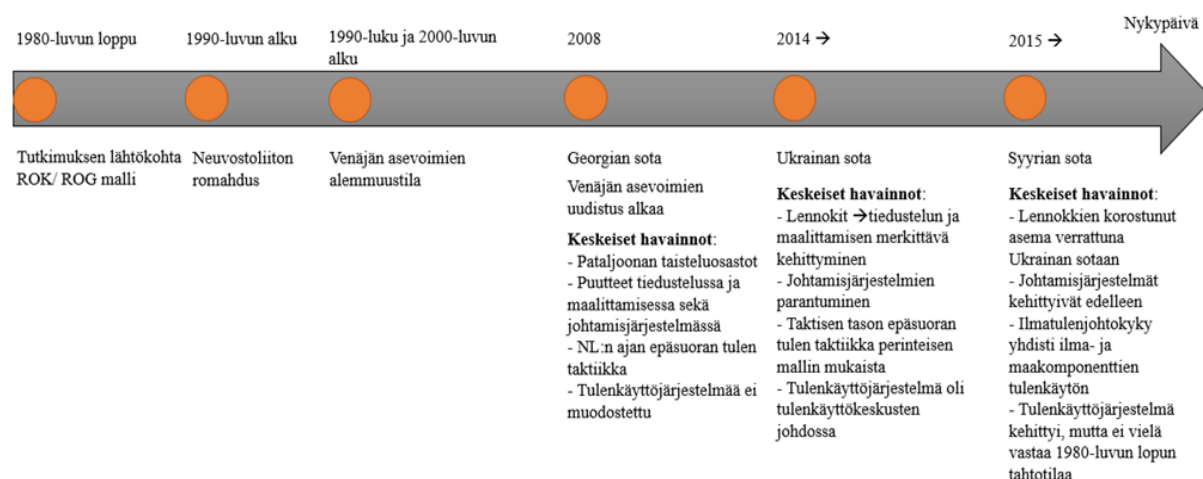 Nykypäivä
1980-luvun loppu
1990-luvun alku
1990-luku ja 2000-luvun
alku
2008
2014 →
2015 →
Tutkimuksen lähtökohta
ROK/ ROG malli
Neuvostoliiton
romahdus
Venäjän asevoimien
alemmuustila
Georgian sota
Venäjän asevoimien
uudistus alkaa
Keskeiset havainnot:
- Pataljoonan taisteluosastot
- Puutteet tiedustelussa ja
maalittamisessa sekä
johtamisjärjestelmässä
- NL:n ajan epäsuoran tulen
taktiikka
- Tulenkäyttöjärjestelmää ei
muodostettu
Ukrainan sota
Keskeiset havainnot:
- Lennokit →tiedustelun ja
maalittamisen merkittävä
kehittyminen
- Johtamisjärjestelmien
parantuminen
- Taktisen tason epäsuoran
tulen taktiikka perinteisen
mallin mukaista
- Tulenkäyttöjärjestelmä oli
tulenkäyttökeskusten
johdossa
Syyrian sota
Keskeiset havainnot:
- Lennokkien korostunut
asema verrattuna
Ukrainan sotaan
- Johtamisjärjestelmät
kehittyivät edelleen
- Ilmatulenjohtokyky
yhdisti ilma- ja
maakomponenttien
tulenkäytön
- Tulenkäyttöjärjestelmä
kehittyi, mutta ei vielä
vastaa 1980-luvun lopun
tahtotilaa